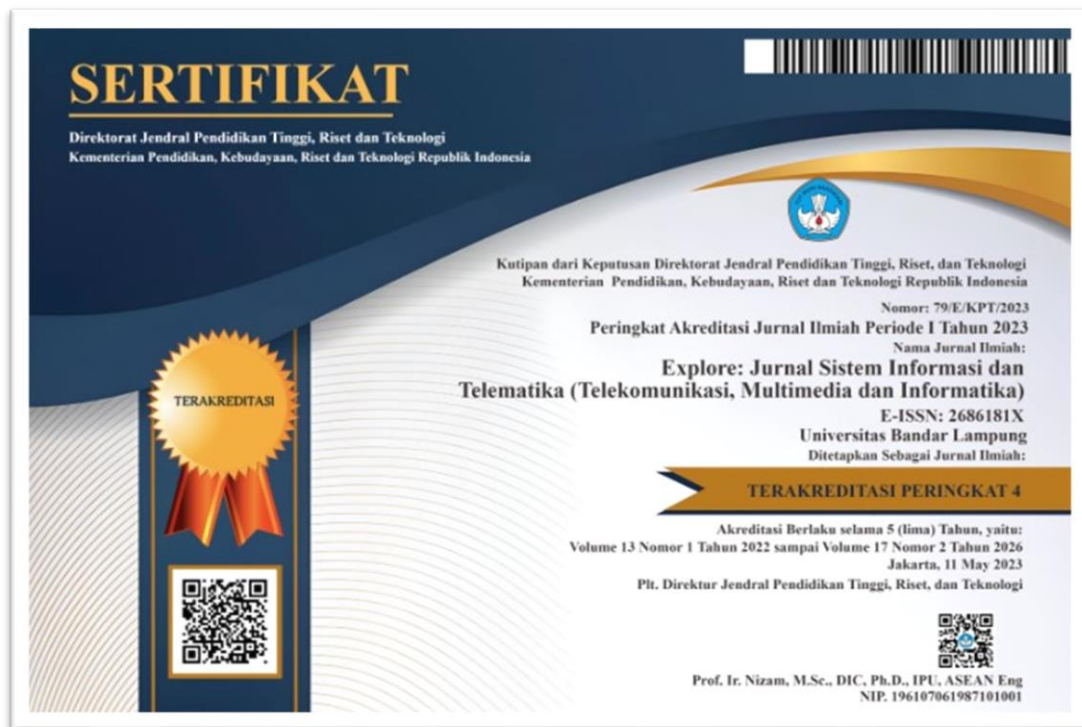 SERTIFIKAT
Direktorat Jendral Pendidikan Tinggi, Riset dan Teknologi
Kementerian Pendidikan, Kebudayaan, Riset dan Teknologi Republik Indonesia
Kutipan dari Keputusan Direktorat Jendral Pendidikan Tinggi, Riset, dan Teknologi
Kementerian Pendidikan, Kebudayaan, Riset dan Teknologi Republik Indonesia
Nomor: 79/E/KPT/2023
Peringkat Akreditasi Jurnal Ilmiah Periode I Tahun 2023
Nama Jurnal Ilmiah:
Explore: Jurnal Sistem Informasi dan
Telematika (Telekomunikasi, Multimedia dan Informatika)
E-ISSN: 2686181X
Universitas Bandar Lampung
Ditetapkan Sebagai Jurnal Ilmiah:
TERAKREDITASI
TERAKREDITASI PERINGKAT 4
Akreditasi Berlaku selama 5 (lima) Tahun, yaitu:
Volume 13 Nomor 1 Tahun 2022 sampai Volume 17 Nomor 2 Tahun 2026
Jakarta, 11 May 2023
Plt. Direktur Jendral Pendidikan Tinggi, Riset, dan Teknologi
Prof. Ir. Nizam, M.Sc., DIC, Ph.D., IPU, ASEAN Eng
NIP. 196107061987101001